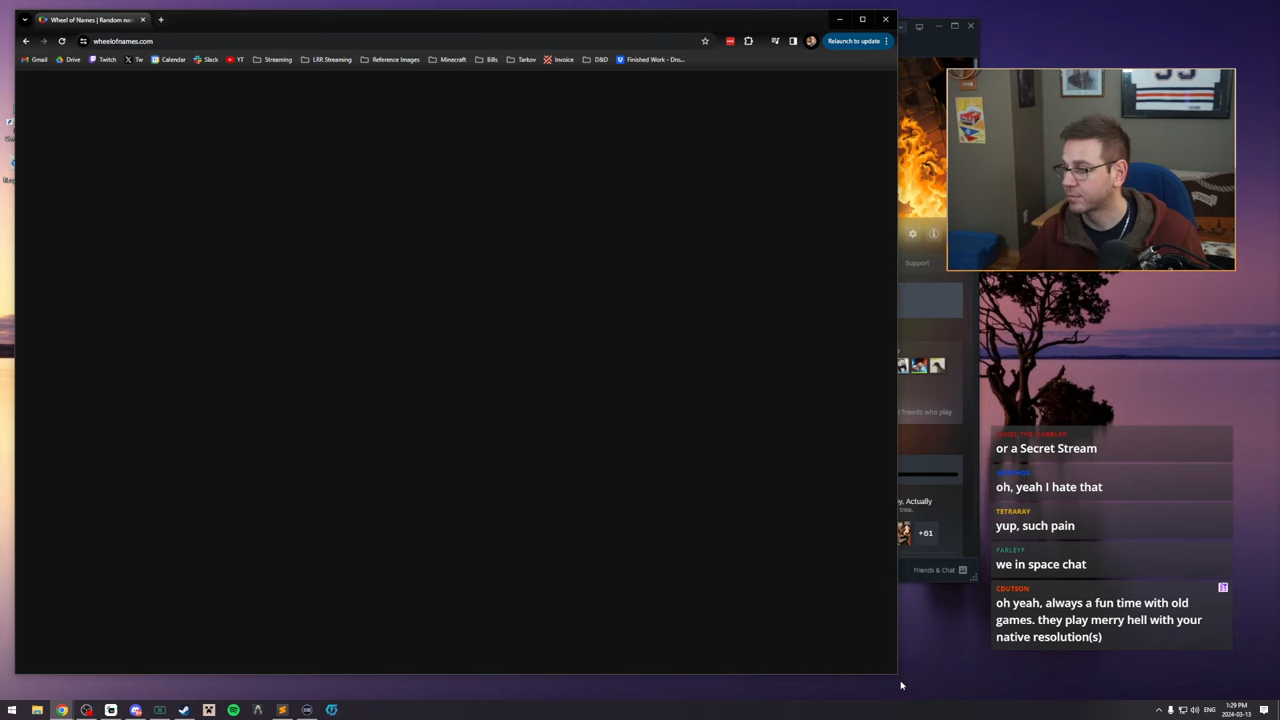 Wheel of Names | Random na
wheelofnames.com
Relaunch to update
Gmail
Drive
Twitch
Tw
Calendar
Slack
YT
Streaming
LRR Streaming
Reference Images
Minecraft
Bills
Tarkov
Invoice
D&D
Finished Work - Dro...
Support
friends who play
y, Actually
tree.
+61
Friends & Chat
or a Secret Stream
oh, yeah I hate that
TETRARAY
yup, such pain
we in space chat
CDUTSON
oh yeah, always a fun time with old
games. they play merry hell with your
native resolution(s)
ENG
1:29 PM
2024-03-13